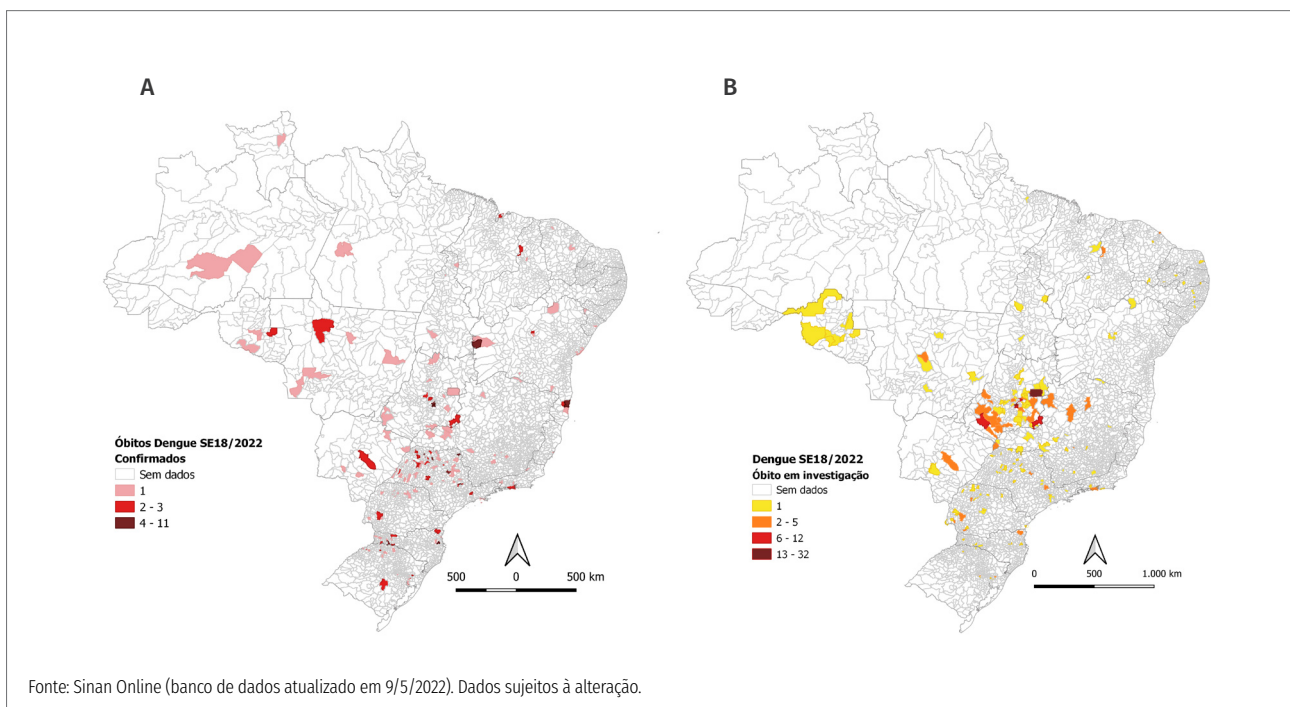 A
B
Óbitos Dengue SE18/2022
Confirmados
Sem dados
1
2 - 3
4 - 11
500 0 500 km
Dengue SE18/2022
Óbito em investigação
Sem dados
1
2 - 5
6 - 12
13 - 32
0 500 1.000 km
Fonte: Sinan Online (banco de dados atualizado em 9/5/2022). Dados sujeitos à alteração.